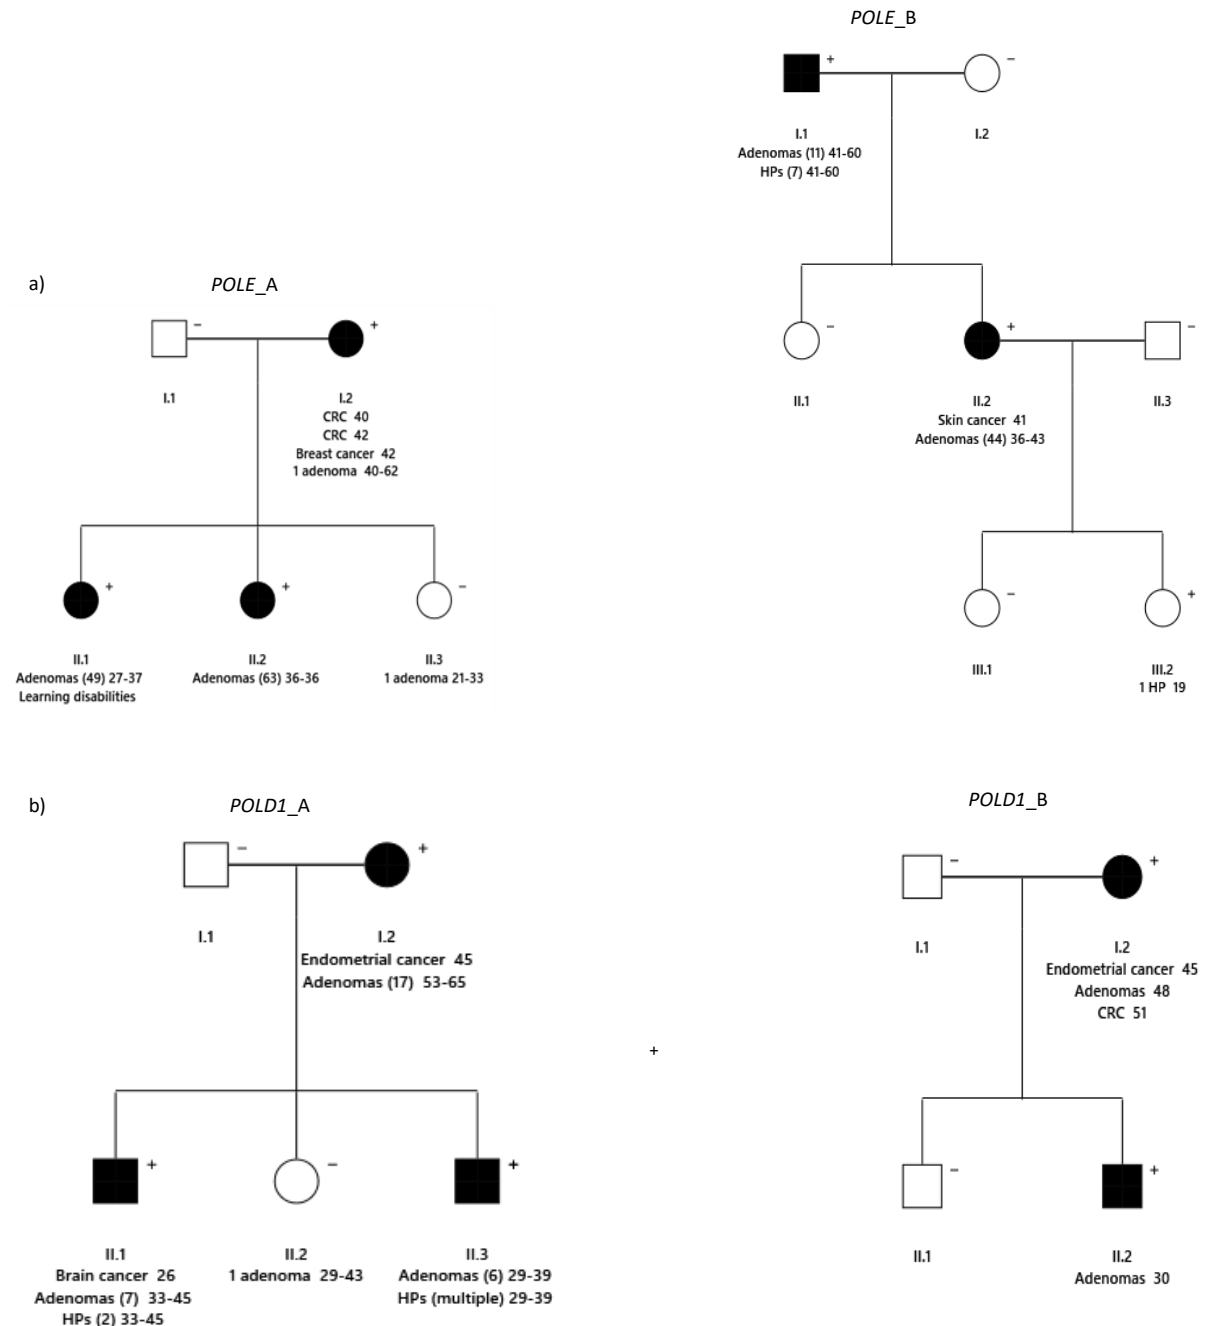 POLE_B
+
−
I.1
Adenomas (11) 41-60
HPs (7) 41-60
I.2
−
+
−
II.1
II.2
Skin cancer 41
Adenomas (44) 36-43
II.3
−
+
III.1
III.2
1 HP 19
a)
POLE_A
−
+
I.1
I.2
CRC 40
CRC 42
Breast cancer 42
1 adenoma 40-62
+
+
−
II.1
Adenomas (49) 27-37
Learning disabilities
II.2
Adenomas (63) 36-36
II.3
1 adenoma 21-33
b)
POLD1_A
−
+
I.1
I.2
Endometrial cancer 45
Adenomas (17) 53-65
+
−
+
II.1
Brain cancer 26
Adenomas (7) 33-45
HPs (2) 33-45
II.2
1 adenoma 29-43
II.3
Adenomas (6) 29-39
HPs (multiple) 29-39
+
POLD1_B
−
+
I.1
I.2
Endometrial cancer 45
Adenomas 48
CRC 51
−
+
II.1
II.2
Adenomas 30